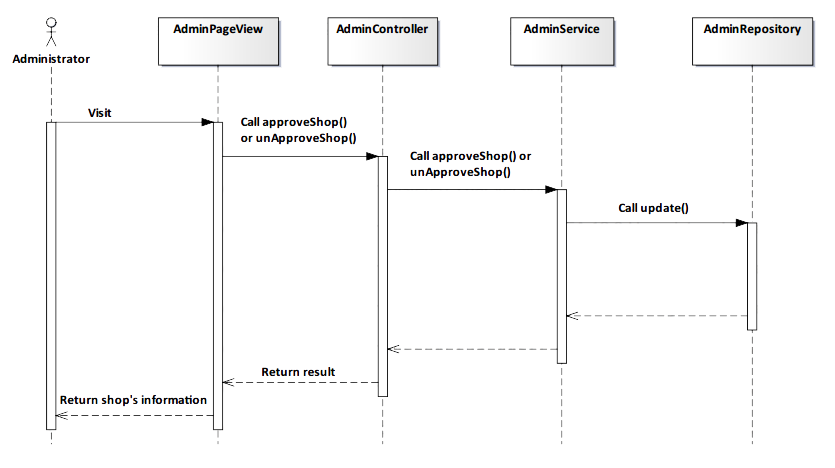 AdminPageView
AdminController
AdminService
AdminRepository
Administrator
Visit
Call approveShop()
or unApproveShop()
Call approveShop() or
unApproveShop()
Call update()
Return result
Return shop's information